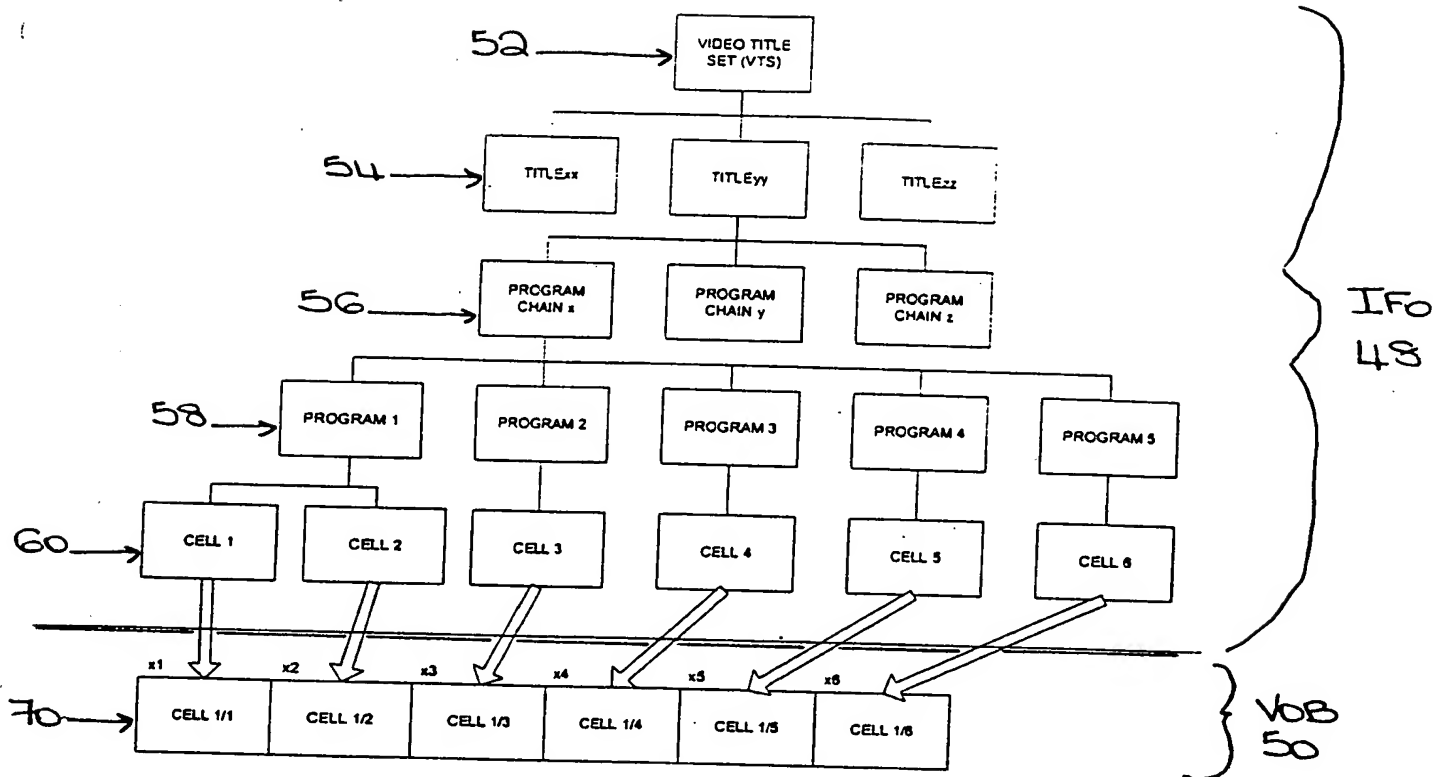 52
VIDEO TITLE
SET (VTS)
54
TITLExx
TITLEyy
TITLEzz
56
PROGRAM
CHAIN x
PROGRAM
CHAIN y
PROGRAM
CHAIN z
IFO
48
58
PROGRAM 1
PROGRAM 2
PROGRAM 3
PROGRAM 4
PROGRAM 5
60
CELL 1
CELL 2
CELL 3
CELL 4
CELL 5
CELL 6
x1
x2
x3
x4
x5
x6
70
CELL 1/1
CELL 1/2
CELL 1/3
CELL 1/4
CELL 1/5
CELL 1/6
VOB
50